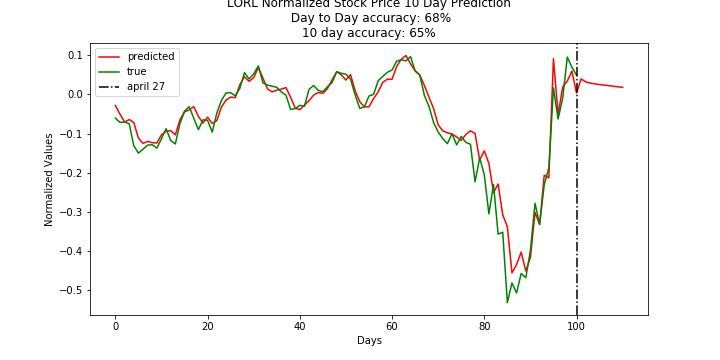 LORL Normalized Stock Price 10 Day Prediction
Day to Day accuracy: 68%
10 day accuracy: 65%
predicted
true
april 27
Normalized Values
0.1
0.0
−0.1
−0.2
−0.3
−0.4
−0.5
0
20
40
60
80
100
Days